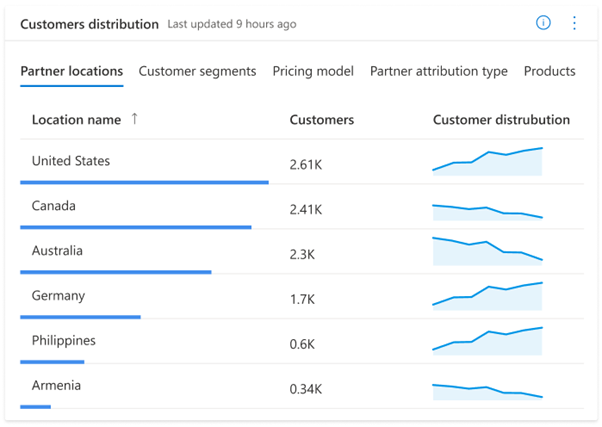 Customers distribution Last updated 9 hours ago
Partner locations Customer segments Pricing model Partner attribution type Products
Location name ↑ Customers Customer distrubution
United States 2.61K
Canada 2.41K
Australia 2.3K
Germany 1.7K
Philippines 0.6K
Armenia 0.34K